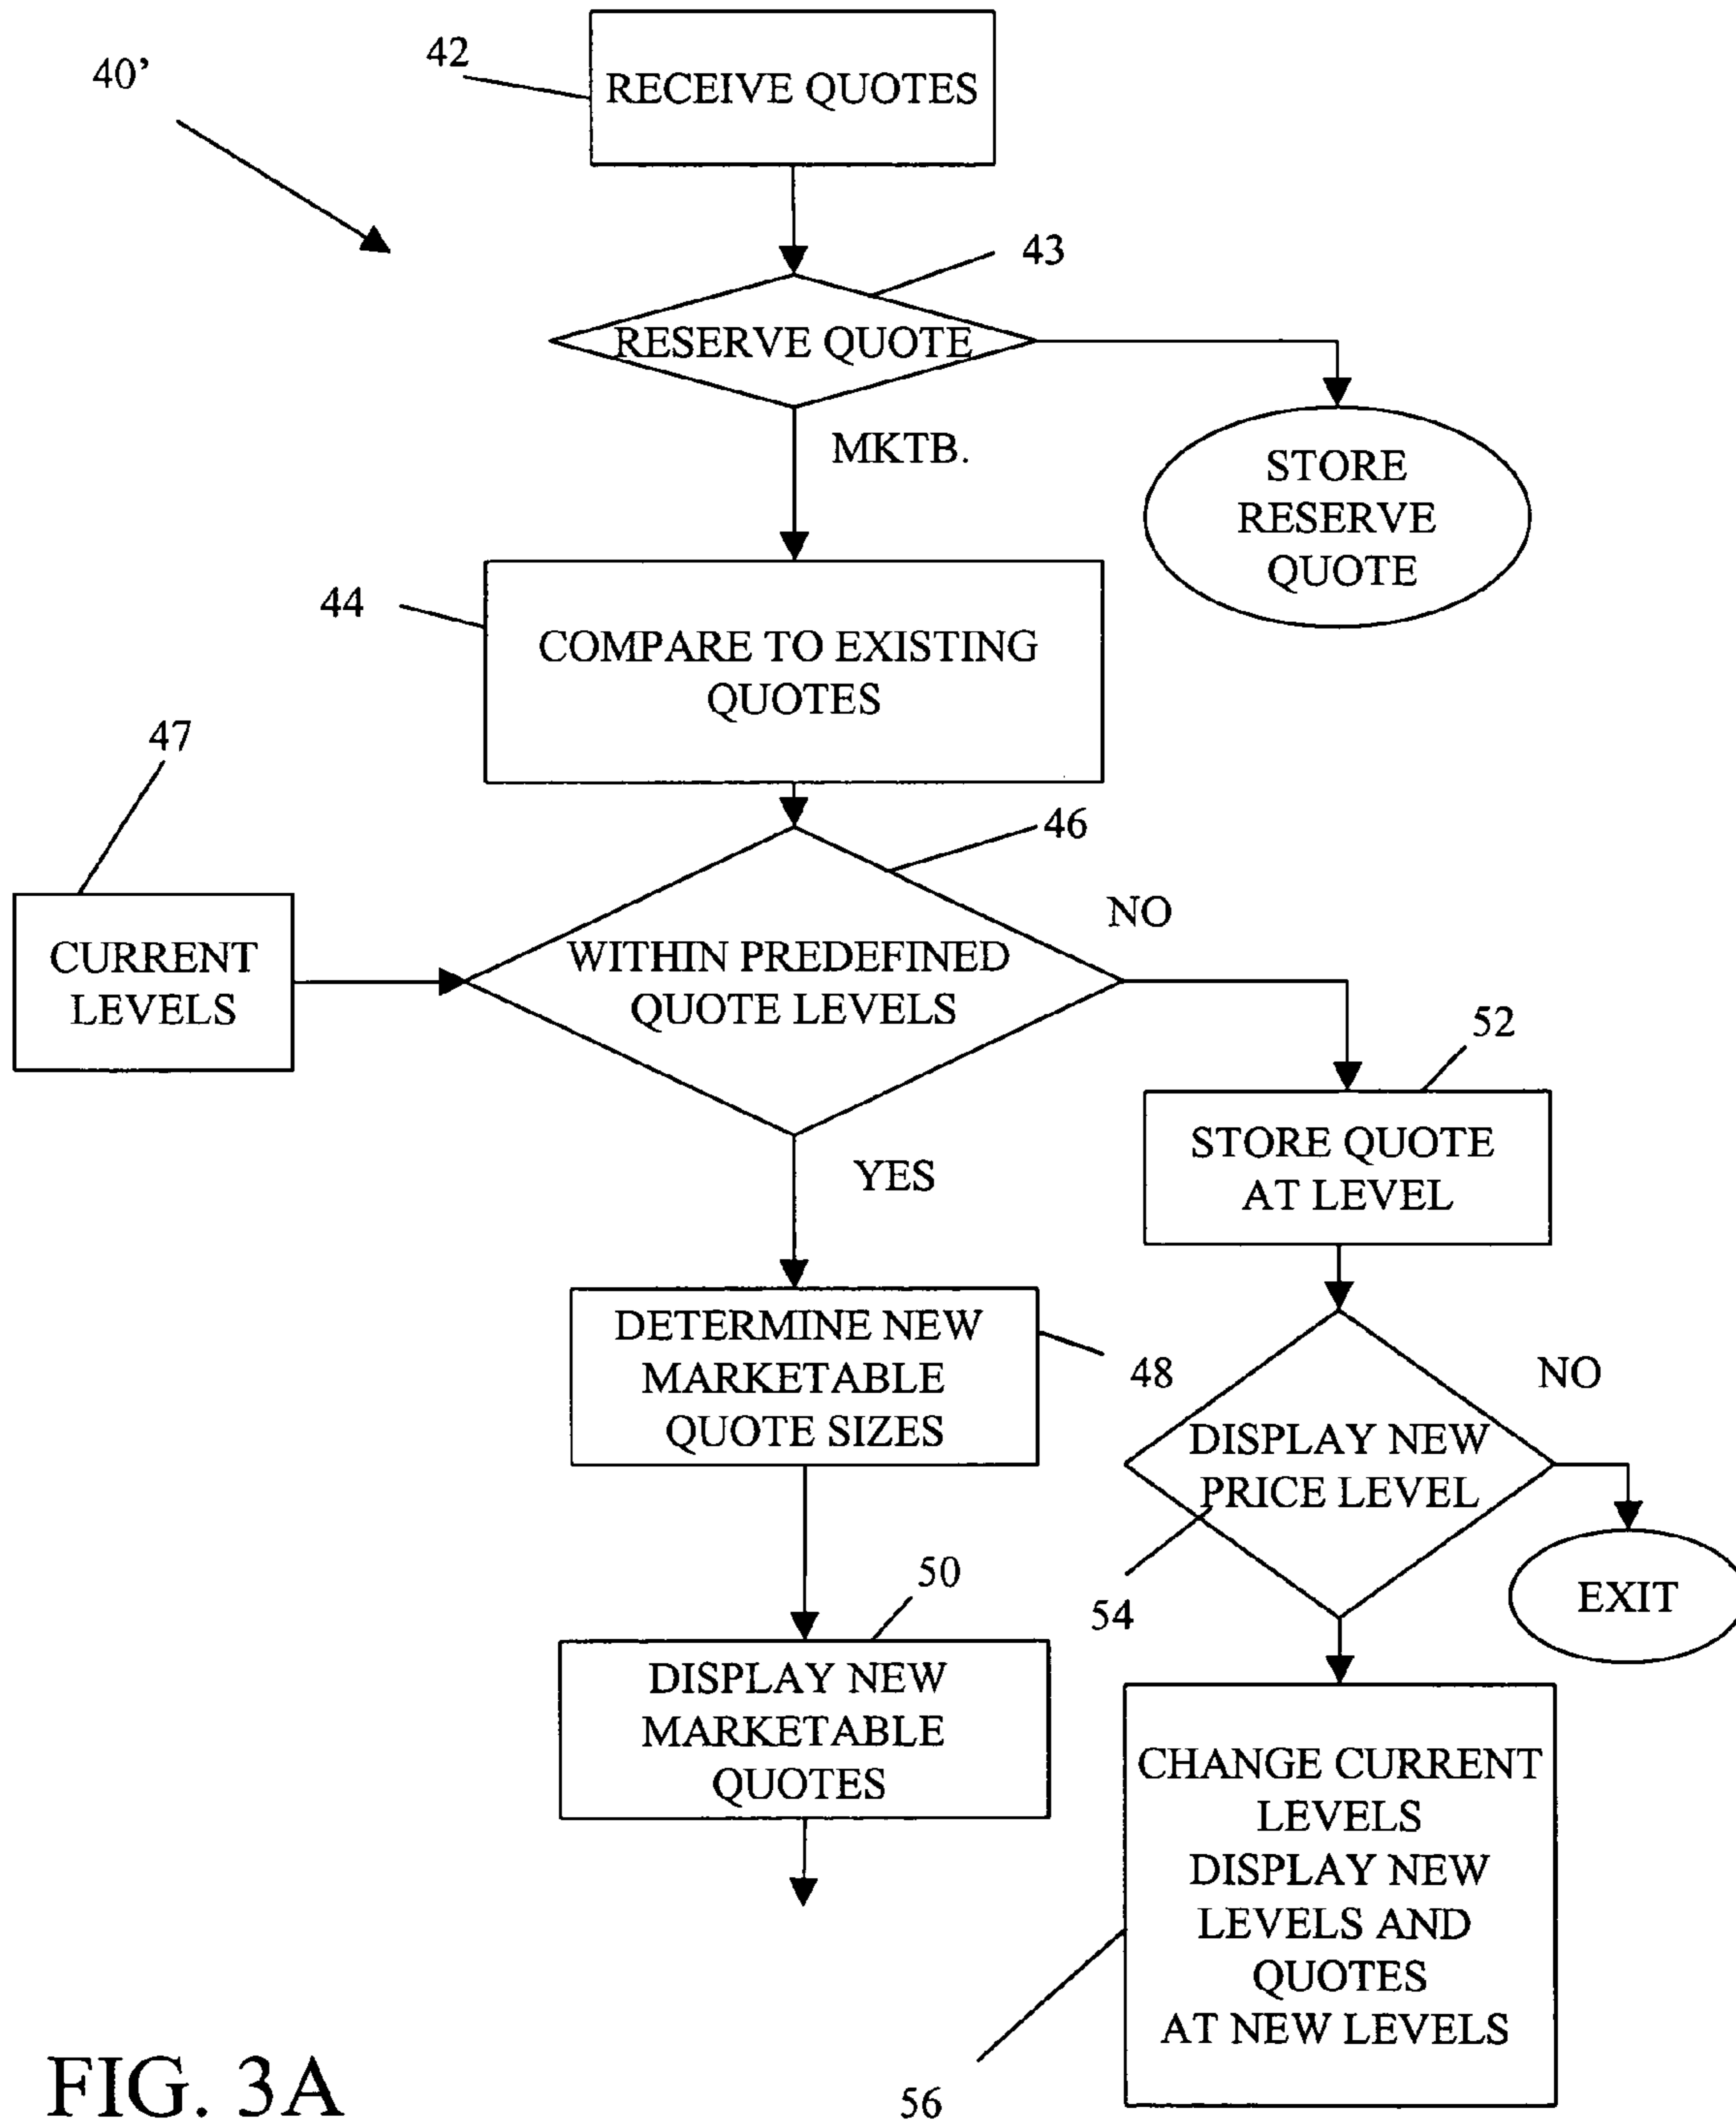 42
RECEIVE QUOTES
40’
43
RESERVE QUOTE
MKTB.
STORE
RESERVE
QUOTE
44
COMPARE TO EXISTING
QUOTES
47
46
NO
CURRENT
LEVELS
WITHIN PREDEFINED
QUOTE LEVELS
52
YES
STORE QUOTE
AT LEVEL
DETERMINE NEW
MARKETABLE
QUOTE SIZES
48
NO
DISPLAY NEW
PRICE LEVEL
50
54
EXIT
DISPLAY NEW
MARKETABLE
QUOTES
CHANGE CURRENT
LEVELS
DISPLAY NEW
LEVELS AND
QUOTES
AT NEW LEVELS
56
FIG. 3A